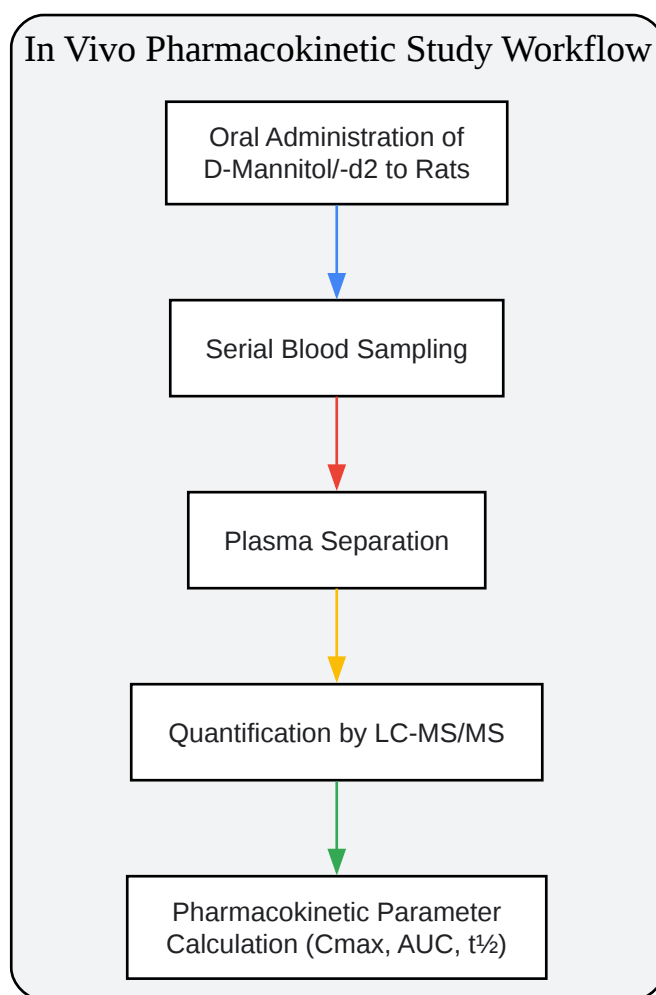 In Vivo Pharmacokinetic Study Workflow
Oral Administration of
D-Mannitol/-d2 to Rats
Serial Blood Sampling
Plasma Separation
Quantification by LC-MS/MS
Pharmacokinetic Parameter
Calculation (Cmax, AUC, t½)